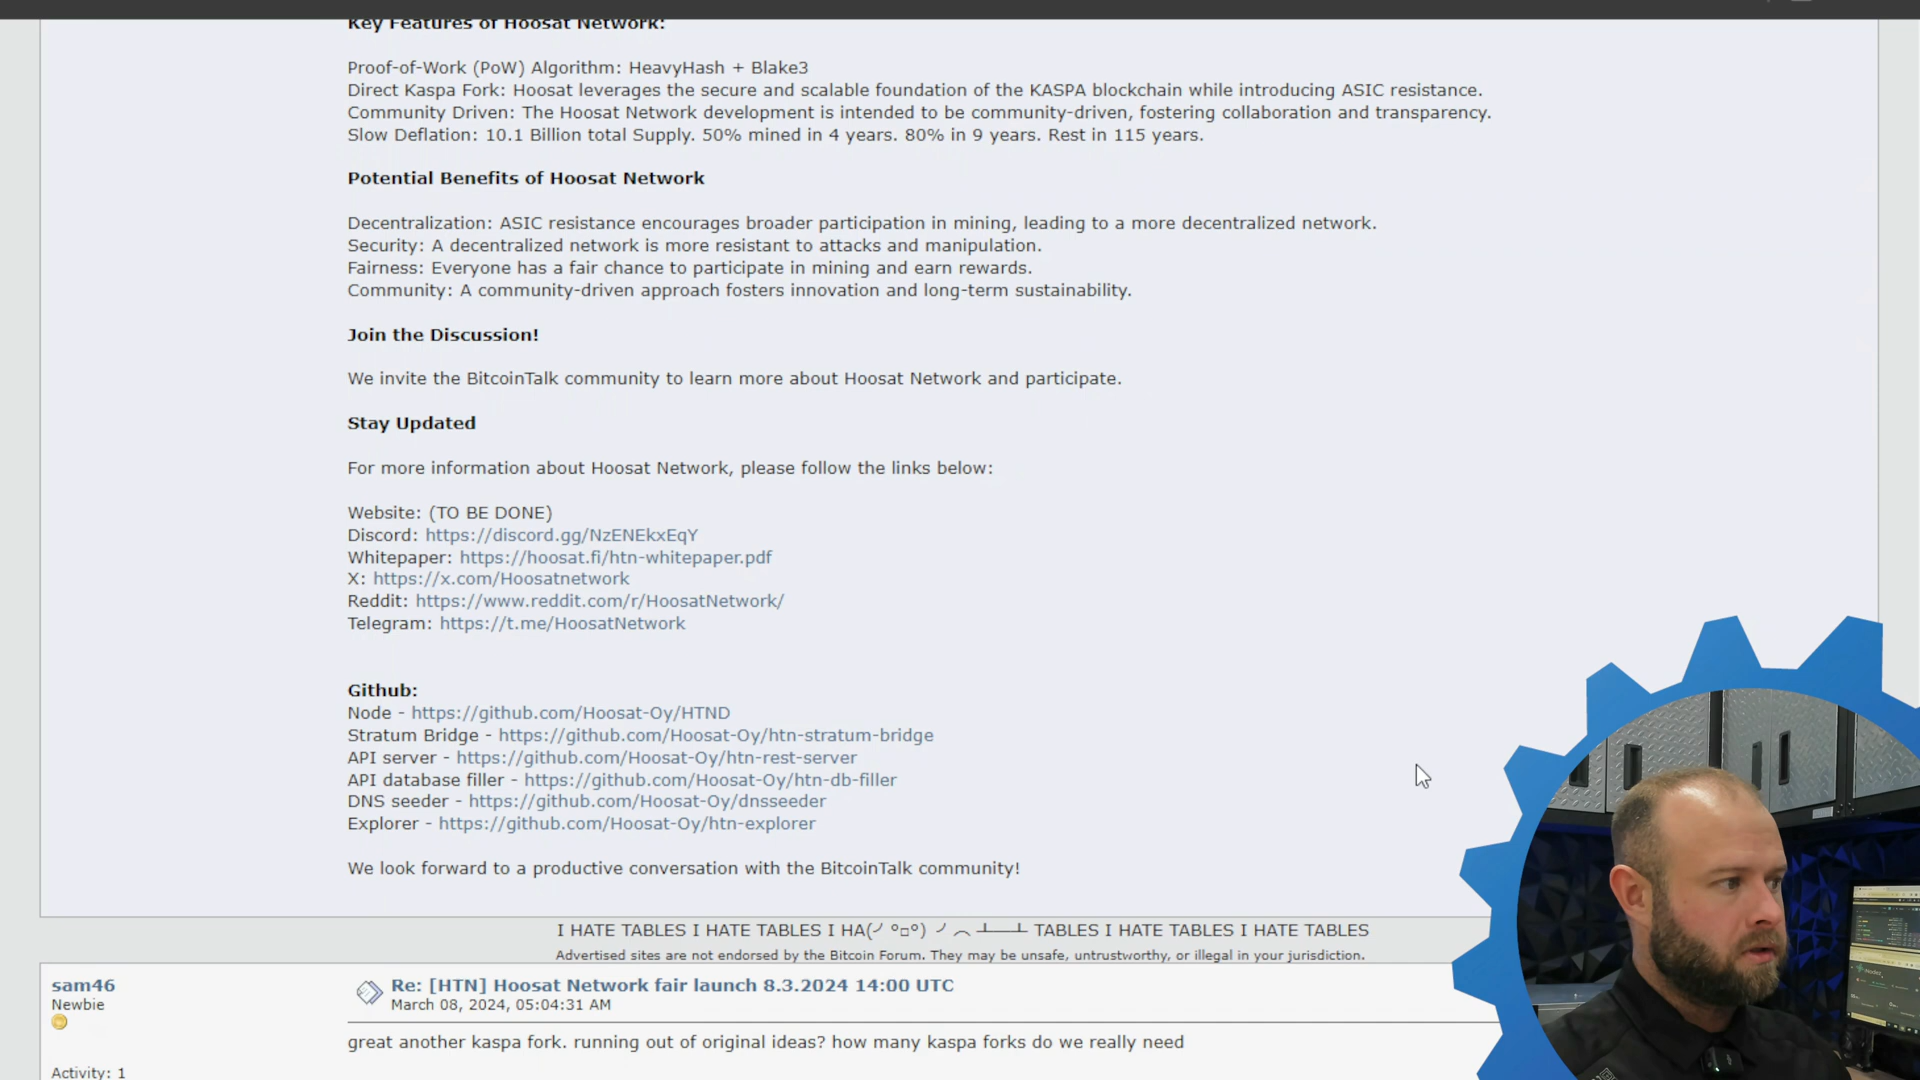 Key Features of Hoosat Network:
Proof-of-Work (PoW) Algorithm: HeavyHash + Blake3
Direct Kaspa Fork: Hoosat leverages the secure and scalable foundation of the KASPA blockchain while introducing ASIC resistance.
Community Driven: The Hoosat Network development is intended to be community-driven, fostering collaboration and transparency.
Slow Deflation: 10.1 Billion total Supply. 50% mined in 4 years. 80% in 9 years. Rest in 115 years.
Potential Benefits of Hoosat Network
Decentralization: ASIC resistance encourages broader participation in mining, leading to a more decentralized network.
Security: A decentralized network is more resistant to attacks and manipulation.
Fairness: Everyone has a fair chance to participate in mining and earn rewards.
Community: A community-driven approach fosters innovation and long-term sustainability.
Join the Discussion!
We invite the BitcoinTalk community to learn more about Hoosat Network and participate.
Stay Updated
For more information about Hoosat Network, please follow the links below:
Website: (TO BE DONE)
Discord: https://discord.gg/NzENEkxEqY
Whitepaper: https://hoosat.fi/htn-whitepaper.pdf
X: https://x.com/Hoosatnetwork
Reddit: https://www.reddit.com/r/HoosatNetwork/
Telegram: https://t.me/HoosatNetwork
Github:
Node - https://github.com/Hoosat-Oy/HTND
Stratum Bridge - https://github.com/Hoosat-Oy/htn-stratum-bridge
API server - https://github.com/Hoosat-Oy/htn-rest-server
API database filler - https://github.com/Hoosat-Oy/htn-db-filler
DNS seeder - https://github.com/Hoosat-Oy/dnsseeder
Explorer - https://github.com/Hoosat-Oy/htn-explorer
We look forward to a productive conversation with the BitcoinTalk community!
I HATE TABLES I HATE TABLES I HA(╯°□°)╯︵ ┻━┻ TABLES I HATE TABLES I HATE TABLES
Advertised sites are not endorsed by the Bitcoin Forum. They may be unsafe, untrustworthy, or illegal in your jurisdiction.
sam46
Newbie
Activity: 1
Re: [HTN] Hoosat Network fair launch 8.3.2024 14:00 UTC
March 08, 2024, 05:04:31 AM
great another kaspa fork. running out of original ideas? how many kaspa forks do we really need